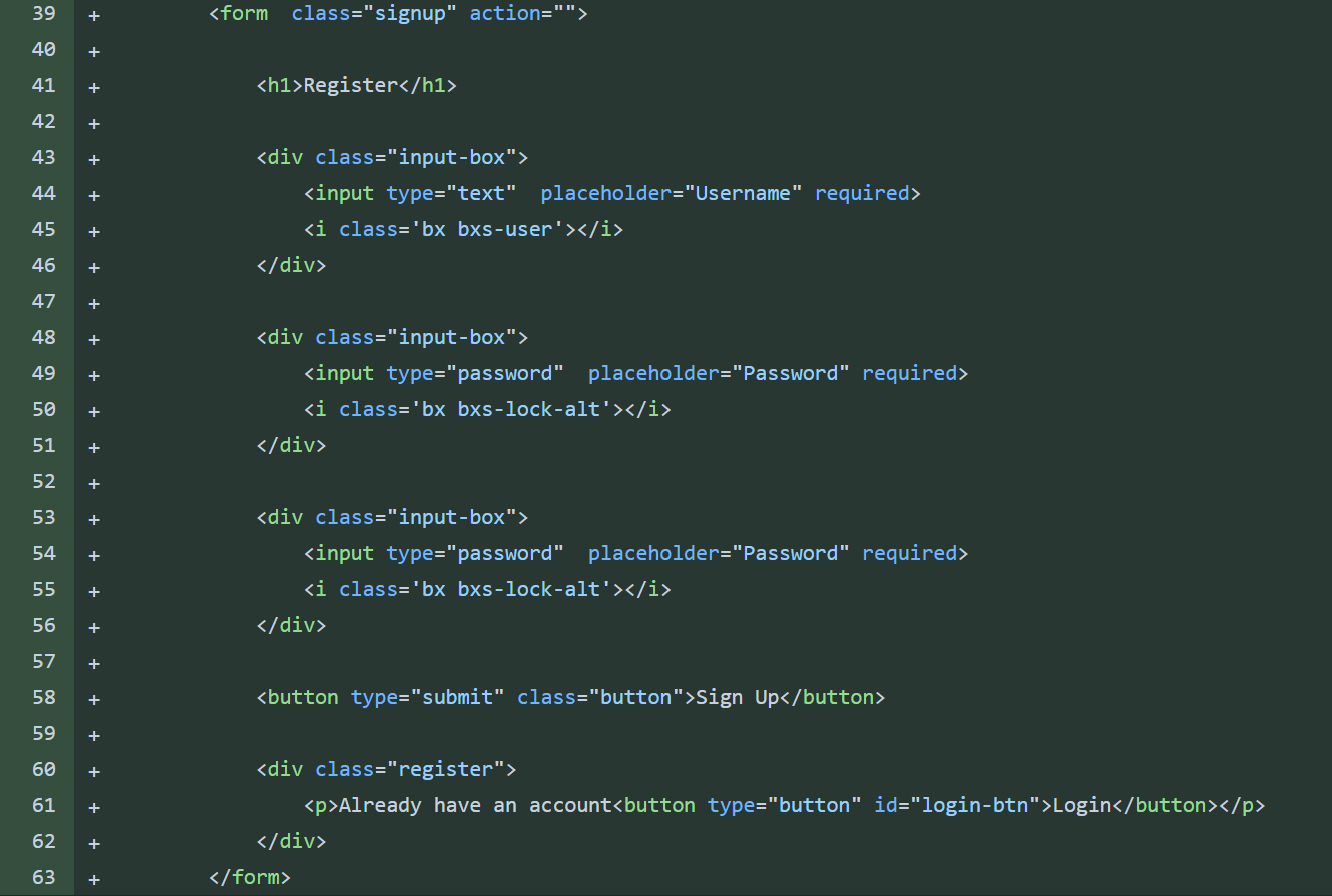 39 + <form  class="signup" action="">
40 +
41 +     <h1>Register</h1>
42 +
43 +     <div class="input-box">
44 +         <input type="text"  placeholder="Username" required>
45 +         <i class='bx bxs-user'></i>
46 +     </div>
47 +
48 +     <div class="input-box">
49 +         <input type="password"  placeholder="Password" required>
50 +         <i class='bx bxs-lock-alt'></i>
51 +     </div>
52 +
53 +     <div class="input-box">
54 +         <input type="password"  placeholder="Password" required>
55 +         <i class='bx bxs-lock-alt'></i>
56 +     </div>
57 +
58 +     <button type="submit" class="button">Sign Up</button>
59 +
60 +     <div class="register">
61 +         <p>Already have an account<button type="button" id="login-btn">Login</button></p>
62 +     </div>
63 + </form>